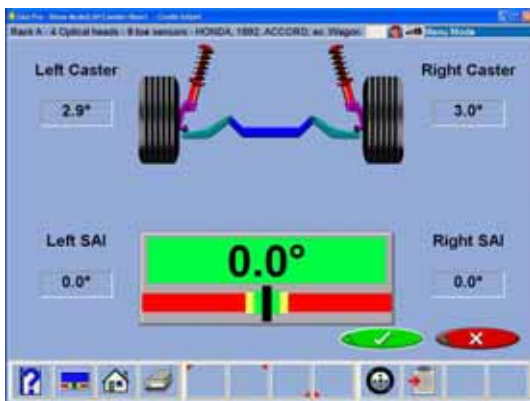 Rack A - 4 Optical heads - 8 toe sensors - HONDA, 1992, ACCORD, ex. Wagon
Menu Mode
Left Caster
Right Caster
2.9°
3.0°
Left SAI
Right SAI
0.0°
0.0°
0.0°